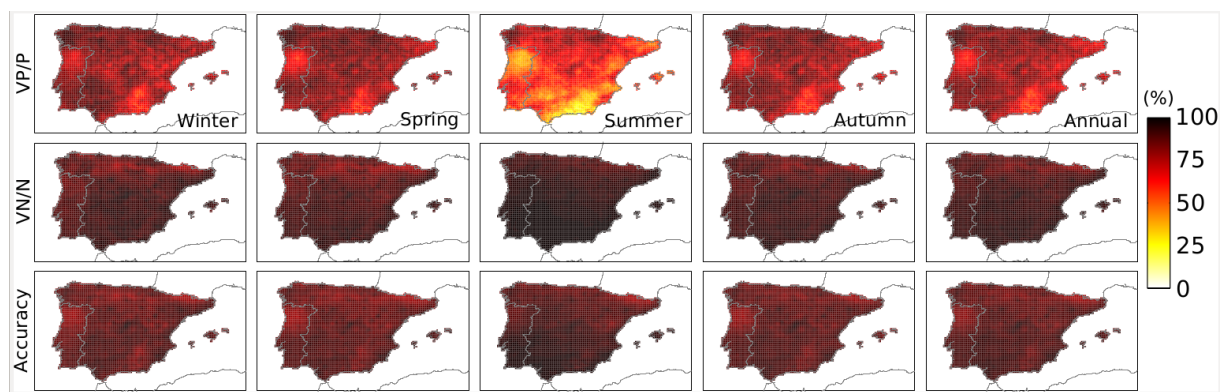 VP/P
Winter
Spring
Summer
Autumn
Annual
(%)
100
75
50
25
0
VN/N
Accuracy